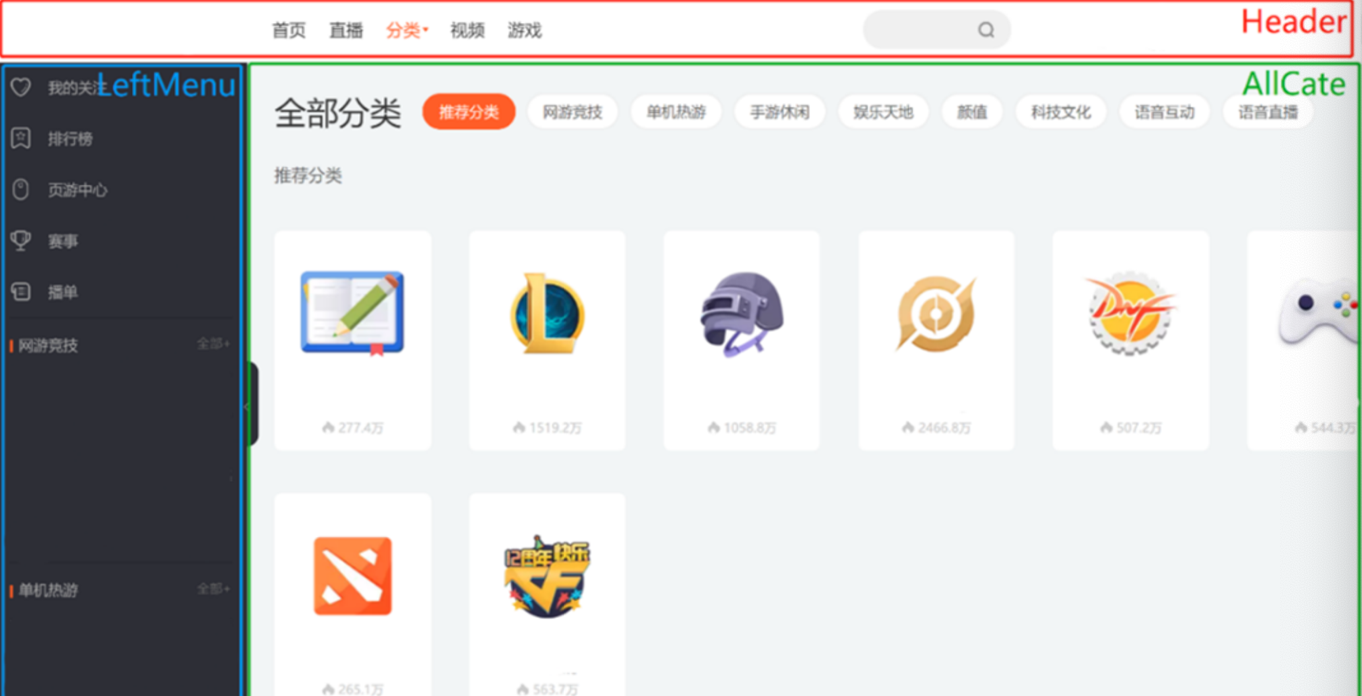 首页 直播 分类 视频 游戏
Header
LeftMenu
AllCate
我的关注
排行榜
页游中心
赛事
播单
网游竞技 全部+
单机热游 全部+
全部分类 推荐分类 网游竞技 单机热游 手游休闲 娱乐天地 颜值 科技文化 语音互动 语音直播
推荐分类
L
DNF
277.4万 1519.2万 1058.8万 2466.8万 507.2万 544.3万
12周年快乐
CF
265.1万 563.7万